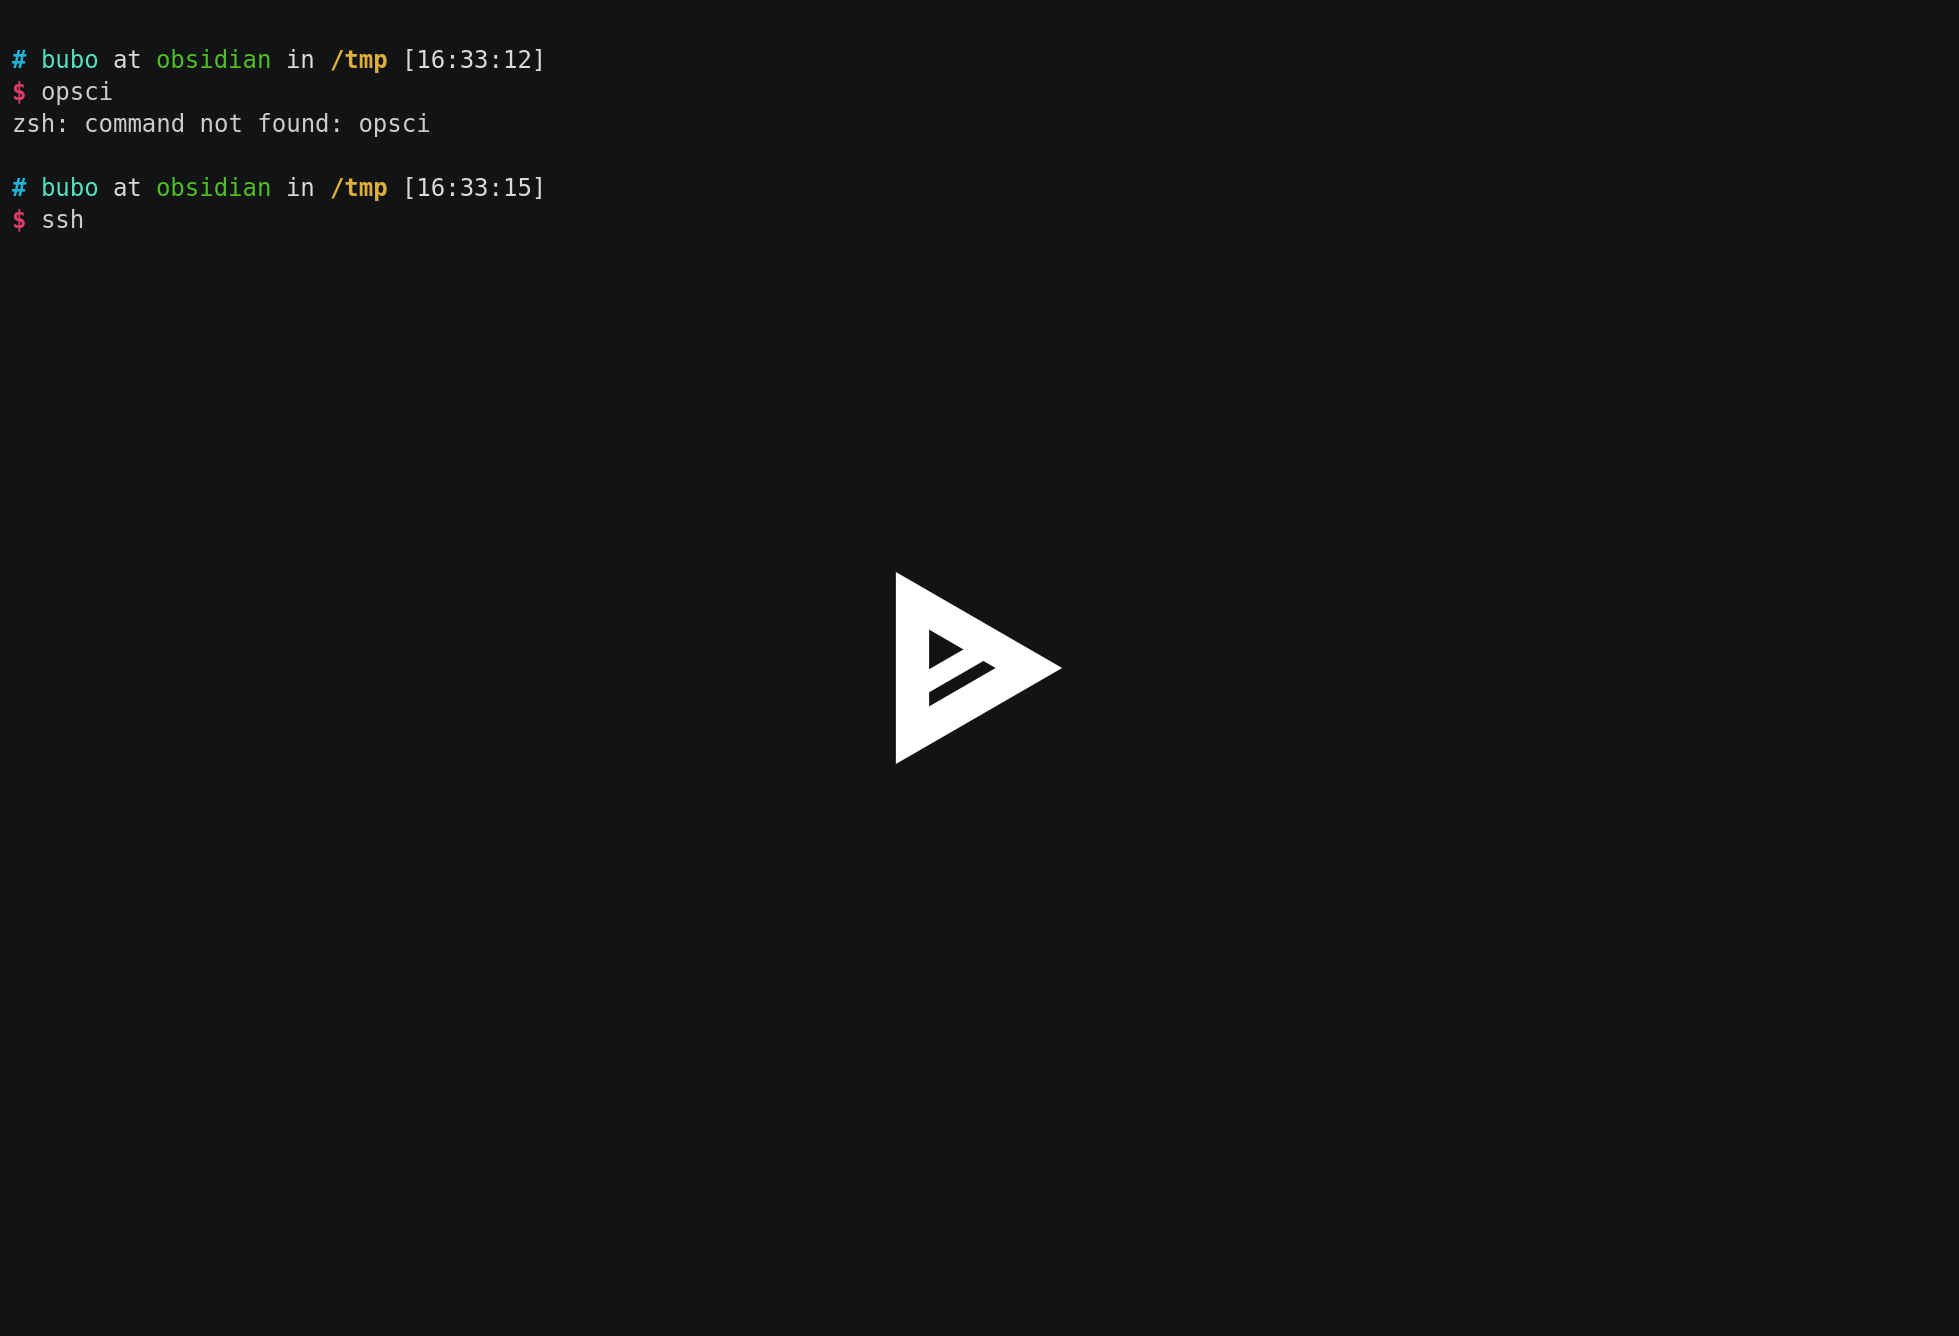 # bubo at obsidian in /tmp [16:33:12]
$ opsci
zsh: command not found: opsci
# bubo at obsidian in /tmp [16:33:15]
$ ssh